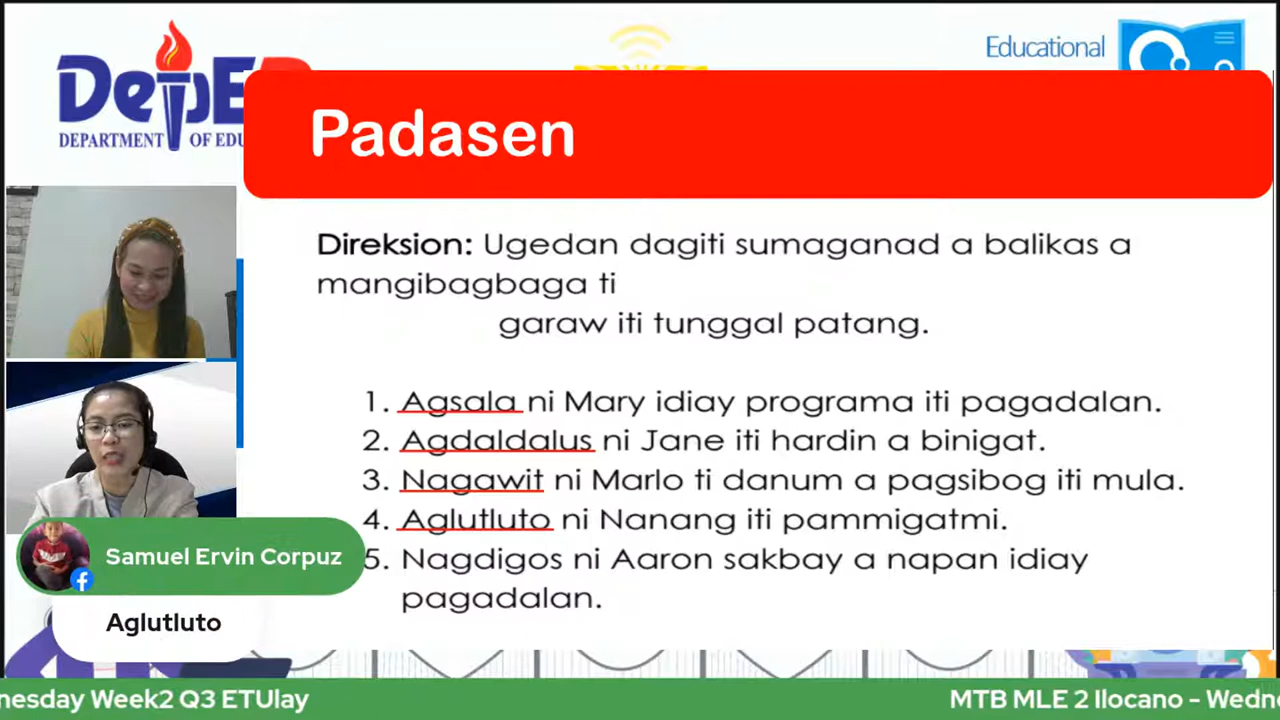 DepED
DEPARTMENT OF EDU
Educational
Padasen
Direksion: Ugedan dagiti sumaganad a balikas a
mangibagbaga ti
garaw iti tunggal patang.
1. Agsala ni Mary idiay programa iti pagadalan.
2. Agdaldalus ni Jane iti hardin a binigat.
3. Nagawit ni Marlo ti danum a pagsibog iti mula.
4. Aglutluto ni Nanang iti pammigatmi.
5. Nagdigos ni Aaron sakbay a napan idiay
pagadalan.
Samuel Ervin Corpuz
Aglutluto
nesday Week2 Q3 ETUlay
MTB MLE 2 Ilocano - Wedne